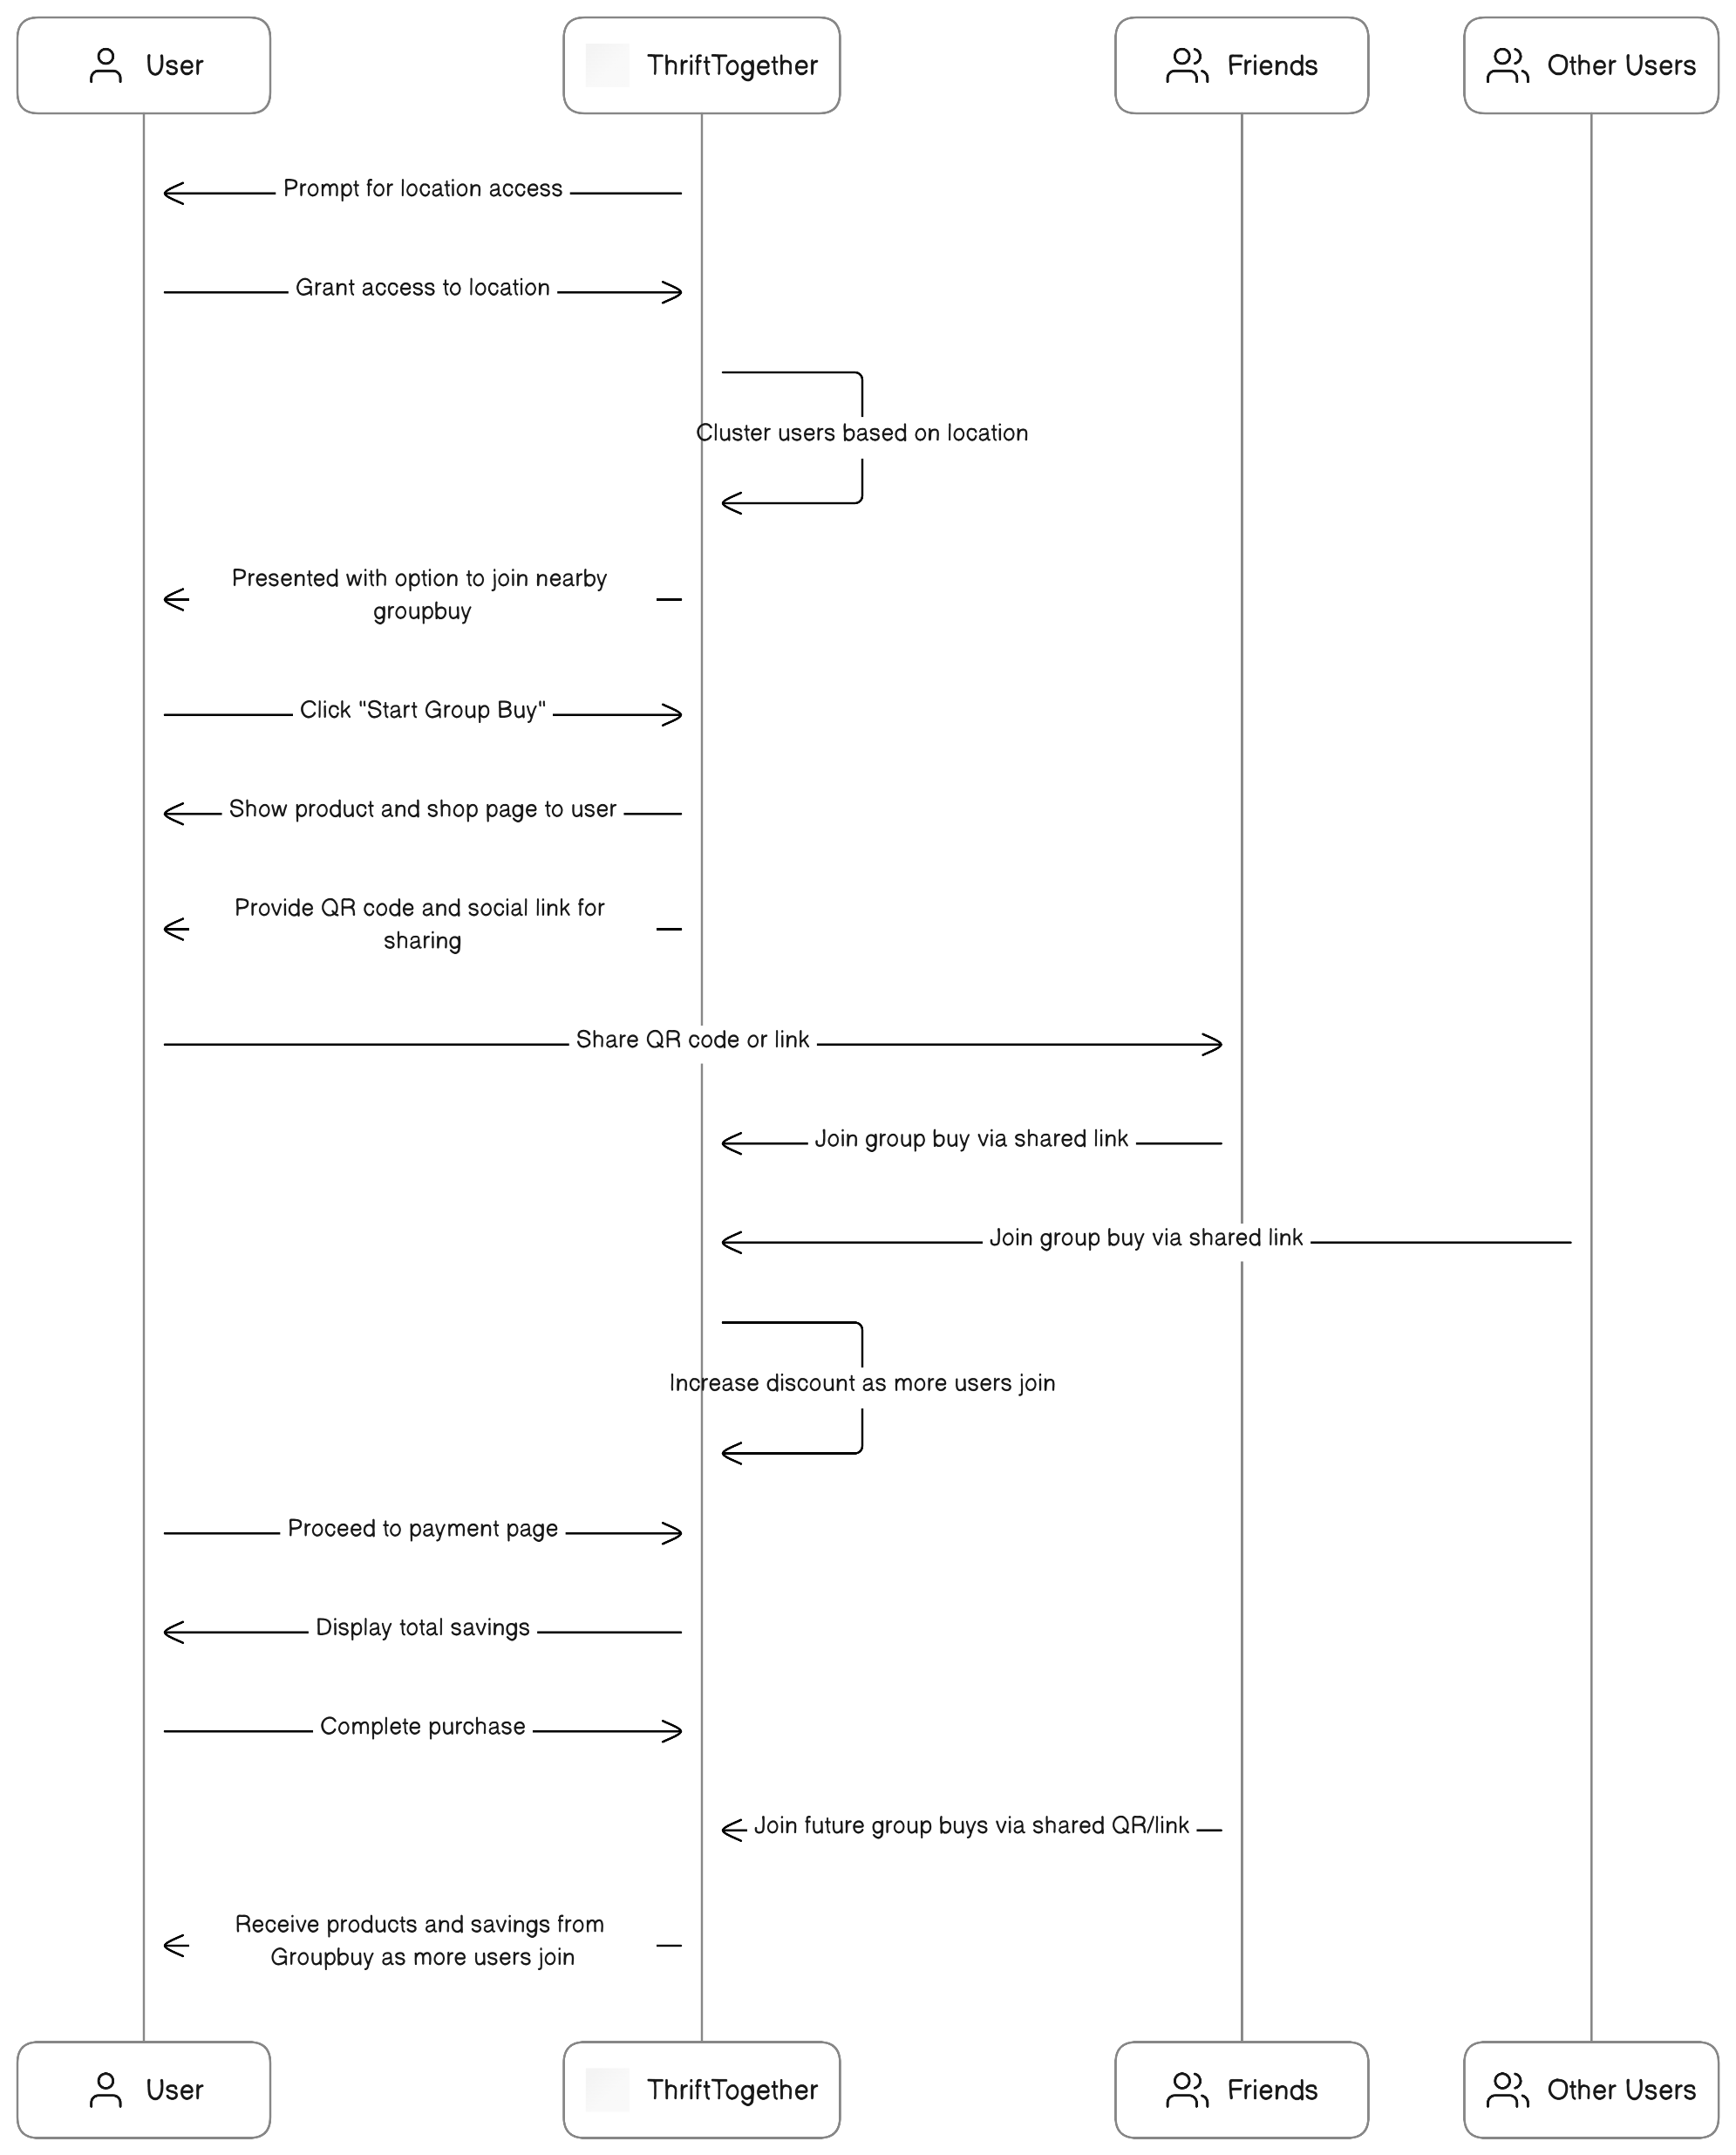 User
ThriftTogether
Friends
Other Users
Prompt for location access
Grant access to location
Cluster users based on location
Presented with option to join nearby
groupbuy
Click "Start Group Buy"
Show product and shop page to user
Provide QR code and social link for
sharing
Share QR code or link
Join group buy via shared link
Join group buy via shared link
Increase discount as more users join
Proceed to payment page
Display total savings
Complete purchase
Join future group buys via shared QR/link
Receive products and savings from
Groupbuy as more users join
User
ThriftTogether
Friends
Other Users